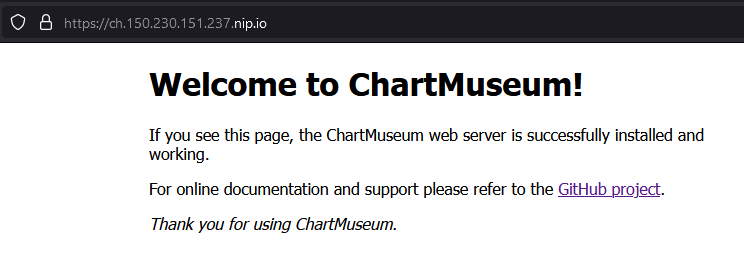 https://ch.150.230.151.237.nip.io
Welcome to ChartMuseum!
If you see this page, the ChartMuseum web server is successfully installed and
working.
For online documentation and support please refer to the GitHub project.
Thank you for using ChartMuseum.